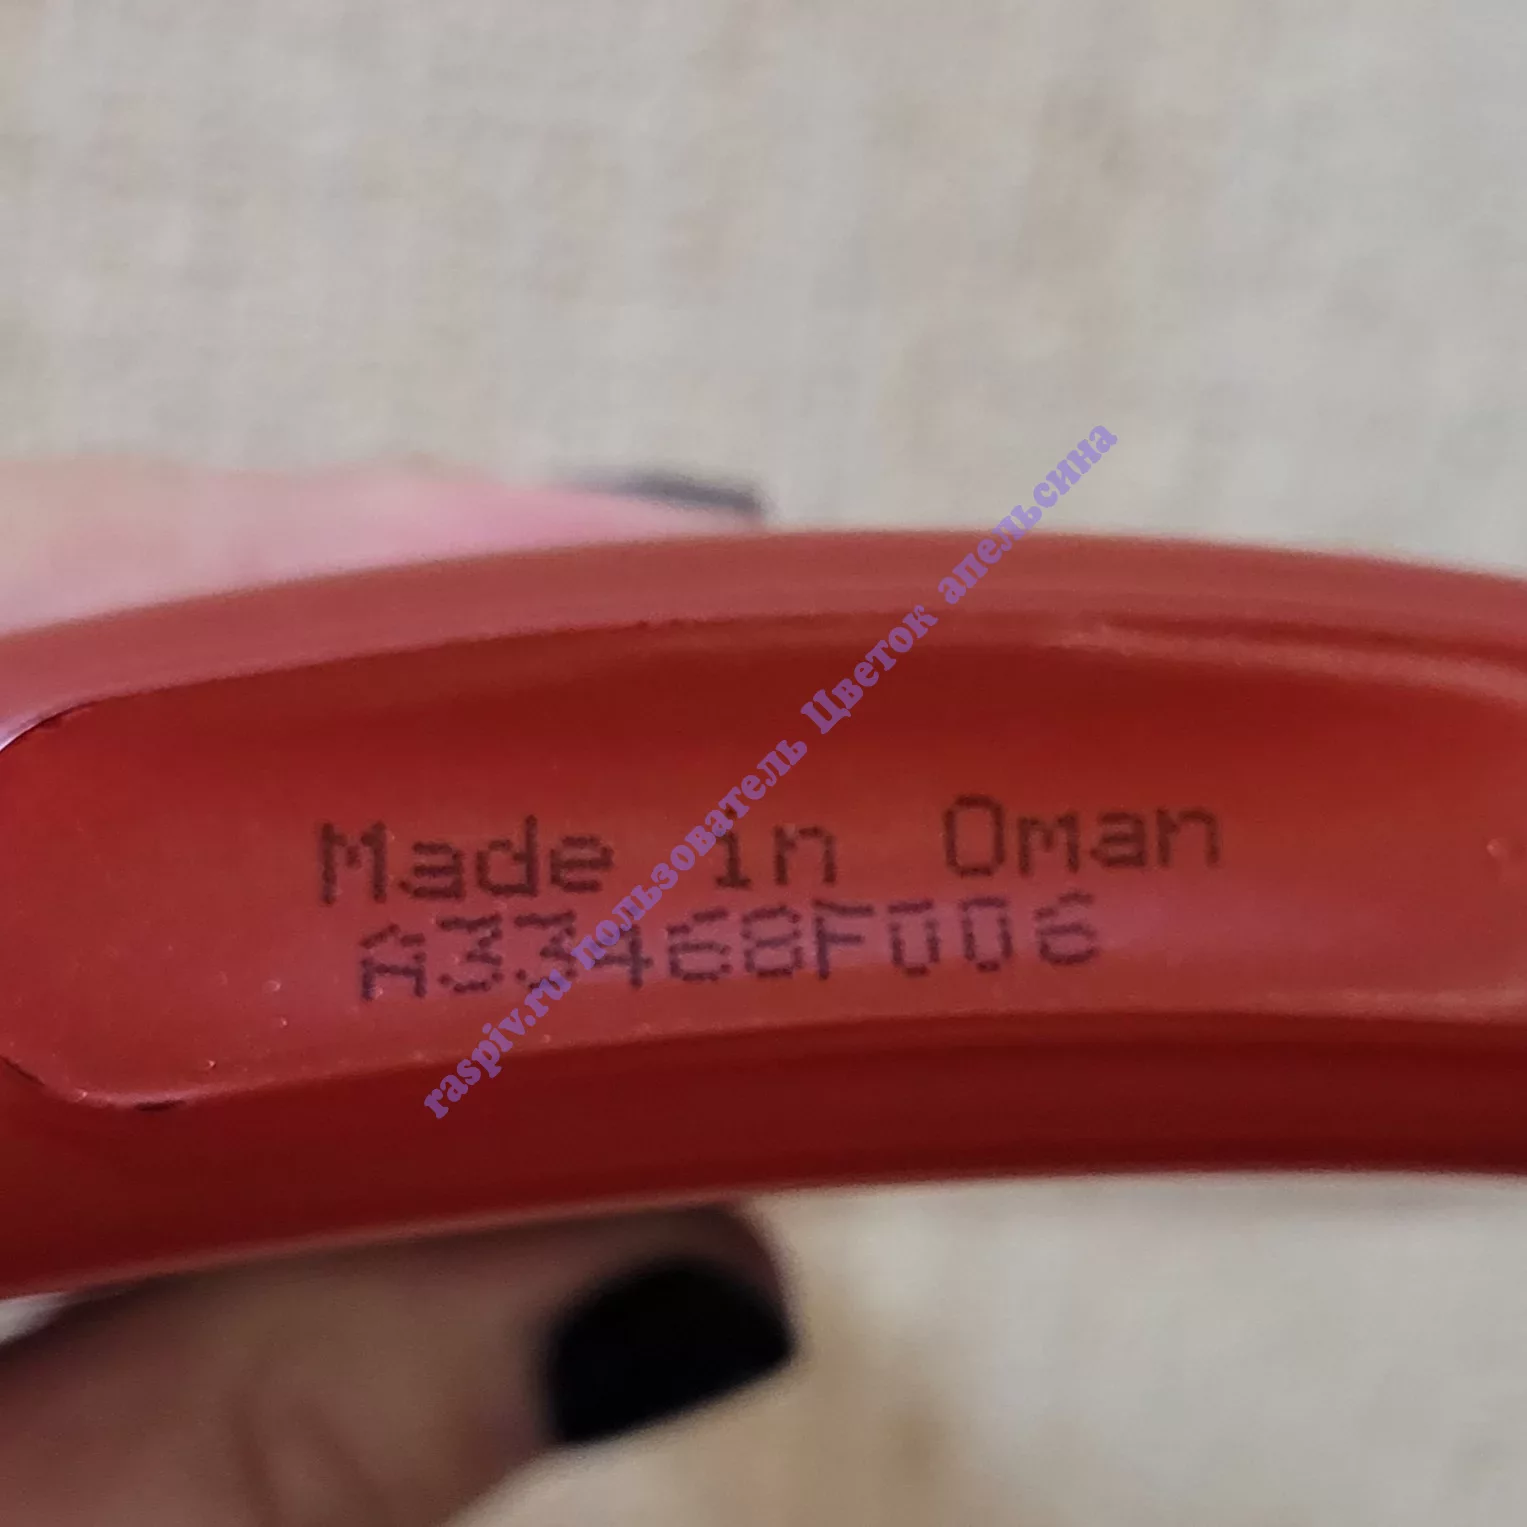 Made in Oman
A33468F006
raspiv.ru пользователь Цветок апельсина